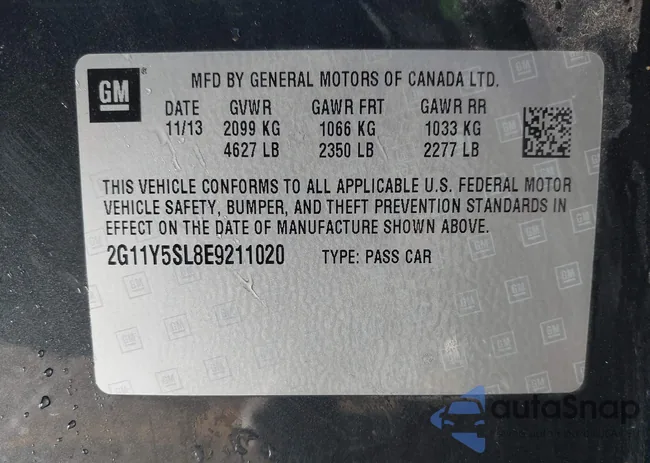 GM
MFD BY GENERAL MOTORS OF CANADA LTD.
DATE GVWR GAWR FRT GAWR RR
11/13 2099 KG 1066 KG 1033 KG
4627 LB 2350 LB 2277 LB
THIS VEHICLE CONFORMS TO ALL APPLICABLE U.S. FEDERAL MOTOR
VEHICLE SAFETY, BUMPER, AND THEFT PREVENTION STANDARDS IN
EFFECT ON THE DATE OF MANUFACTURE SHOWN ABOVE.
2G11Y5SL8E9211020 TYPE: PASS CAR
autoSnap